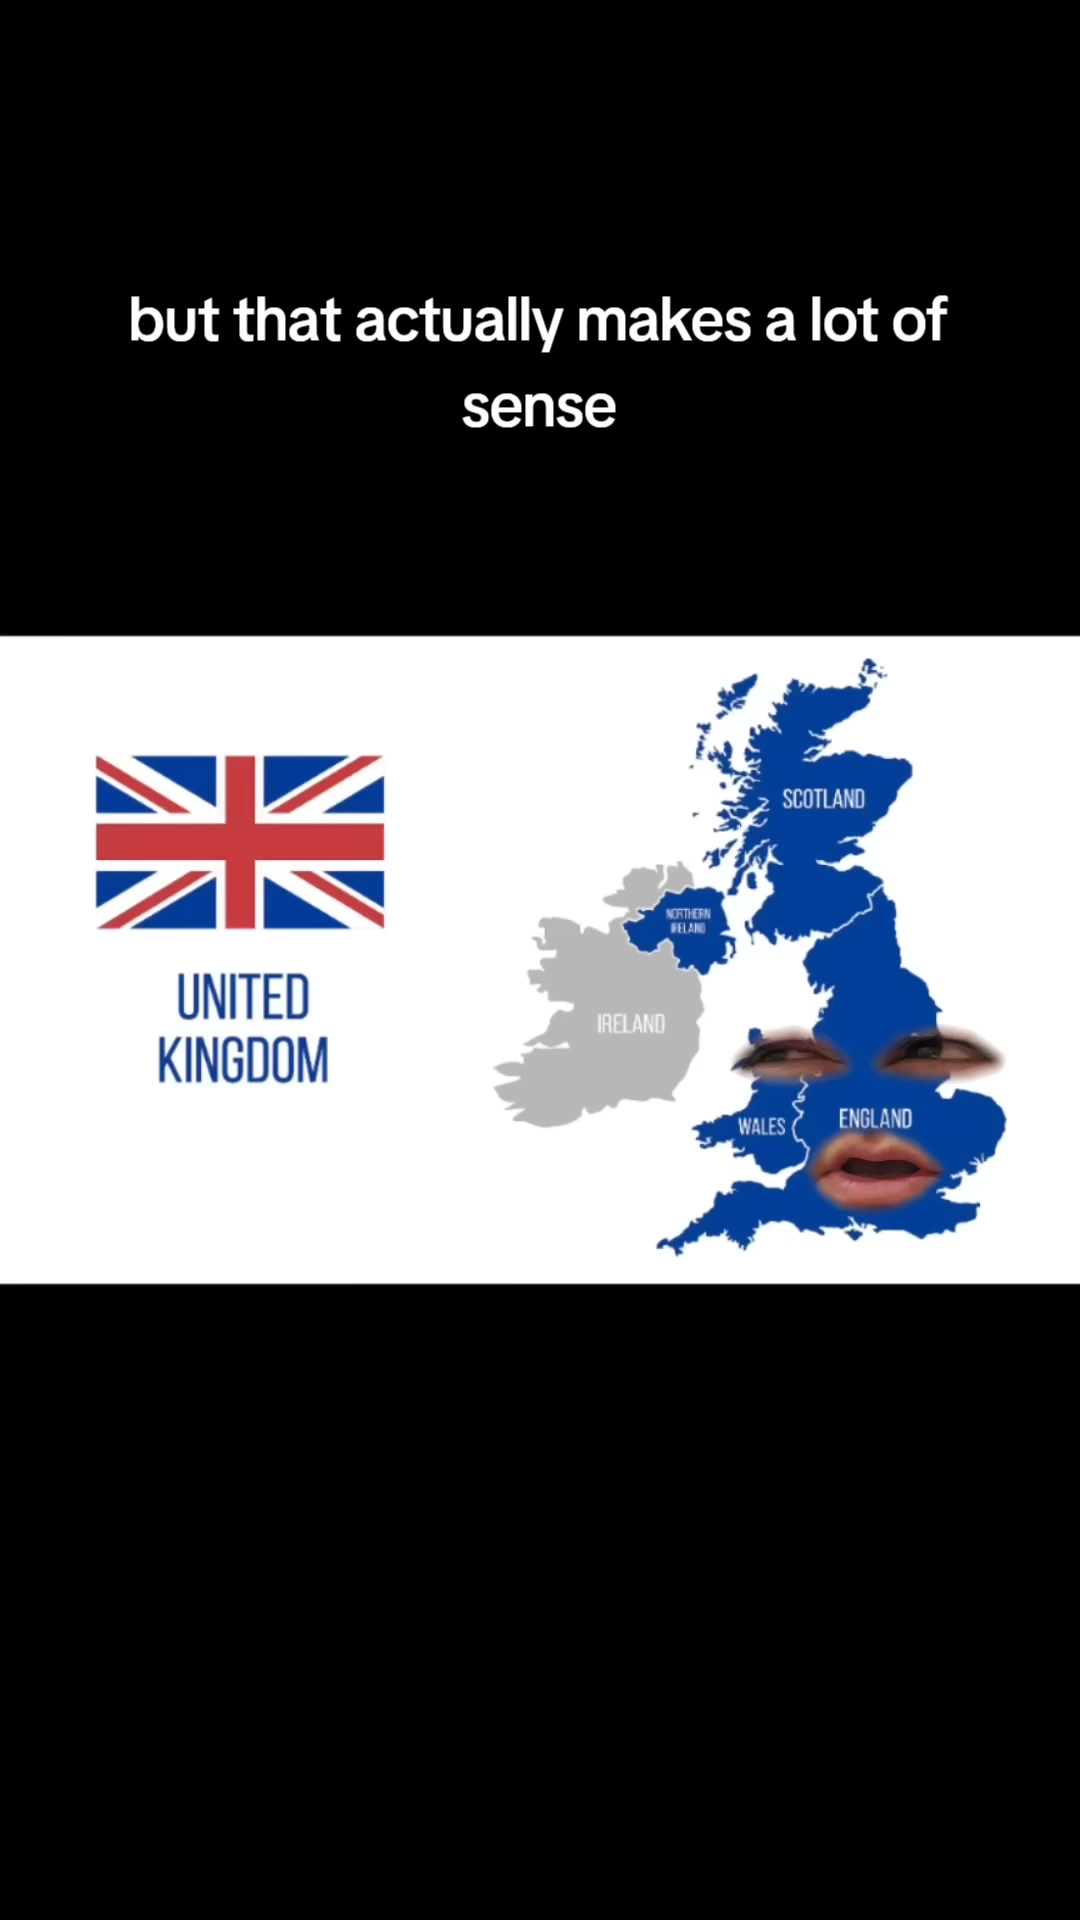 but that actually makes a lot of
sense
UNITED
KINGDOM
SCOTLAND
NORTHERN
IRELAND
IRELAND
WALES
ENGLAND